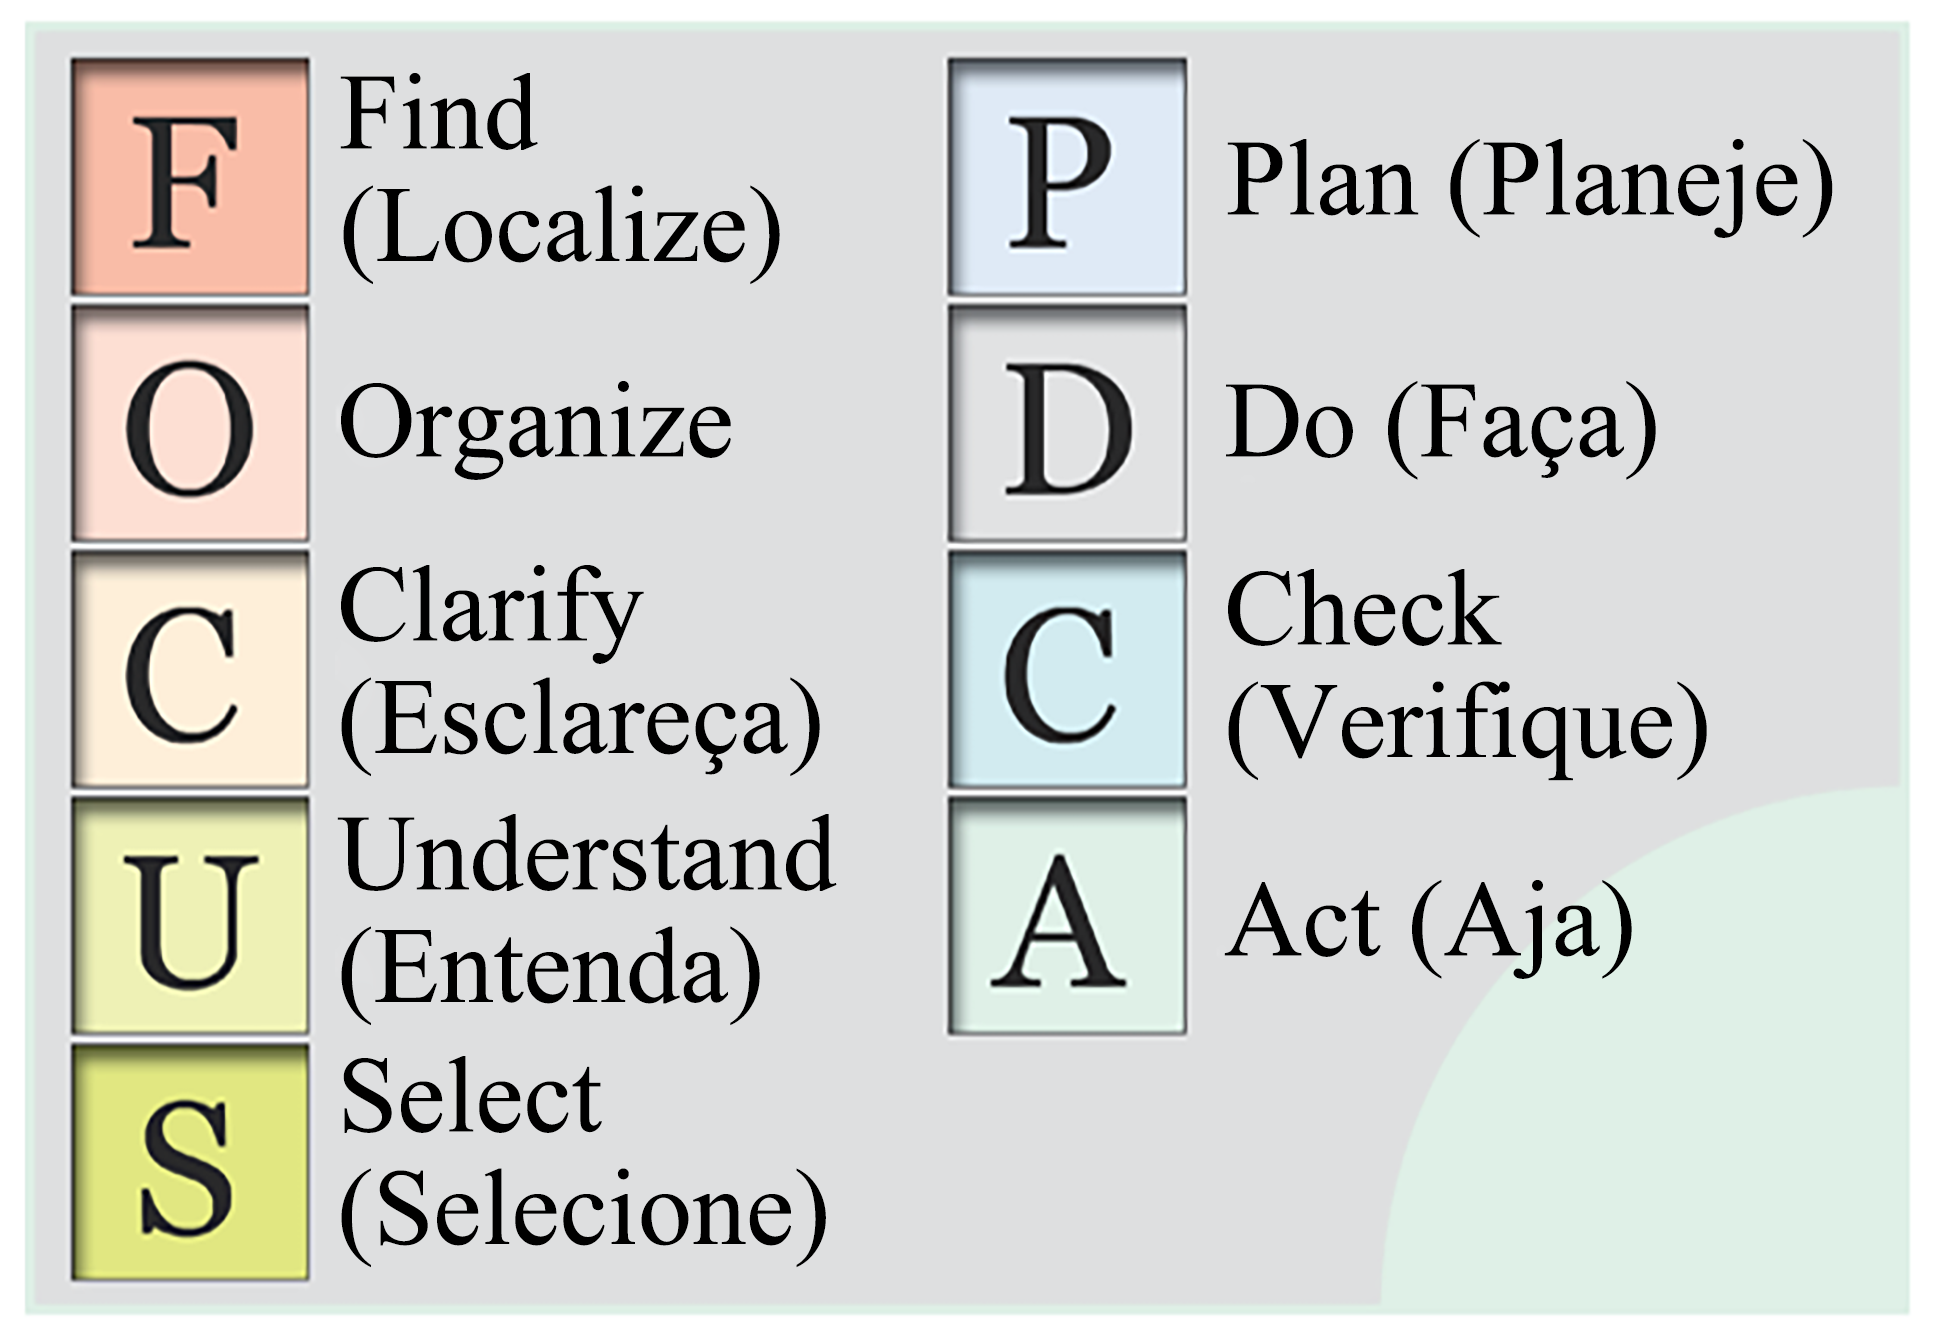 F
Find
(Localize)
O
Organize
C
Clarify
(Esclareça)
U
Understand
(Entenda)
S
Select
(Selecione)
P
Plan (Planeje)
D
Do (Faça)
C
Check
(Verifique)
A
Act (Aja)